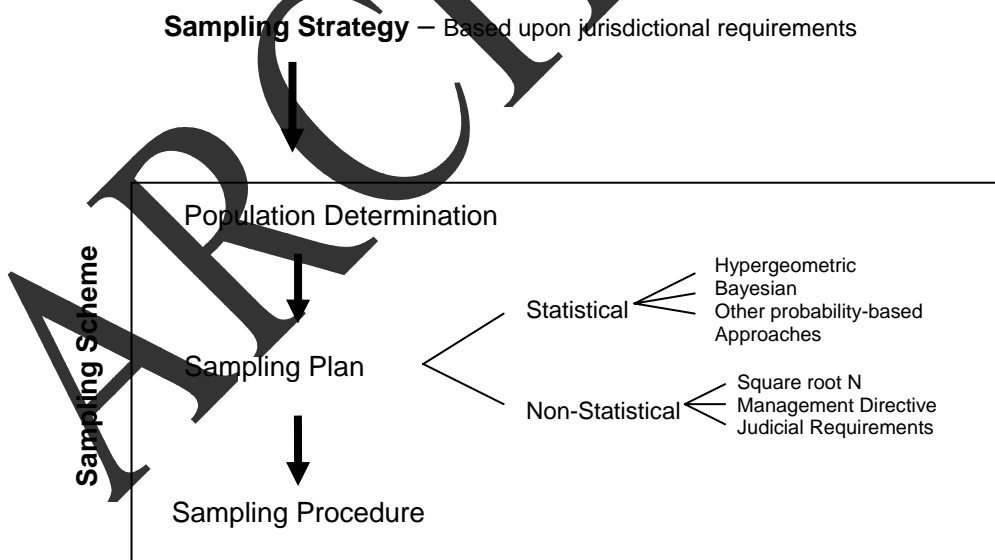 Sampling Strategy – Based upon jurisdictional requirements
Population Determination
Sampling Scheme
Hypergeometric
Bayesian
Statistical
Other probability-based
Approaches
Sampling Plan
Square root N
Non-Statistical
Management Directive
Judicial Requirements
Sampling Procedure
ARCHI